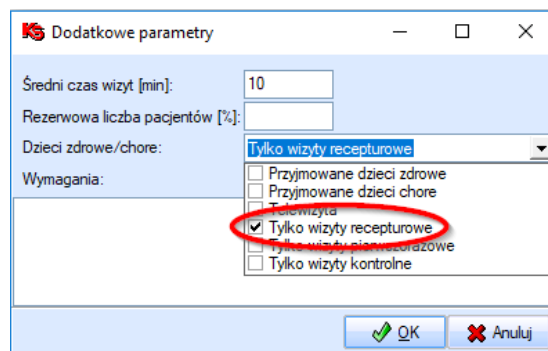 KS Dodatkowe parametry
Średni czas wizyt [min]: 10
Rezerwowa liczba pacjentów [%]:
Dzieci zdrowe/chore: Tylko wizyty recepturowe
Wymagania:
Przyjmowane dzieci zdrowe
Przyjmowane dzieci chore
Telewizyta
Tylko wizyty recepturowe
Tylko wizyty pierwszorazowe
Tylko wizyty kontrolne
OK Anuluj